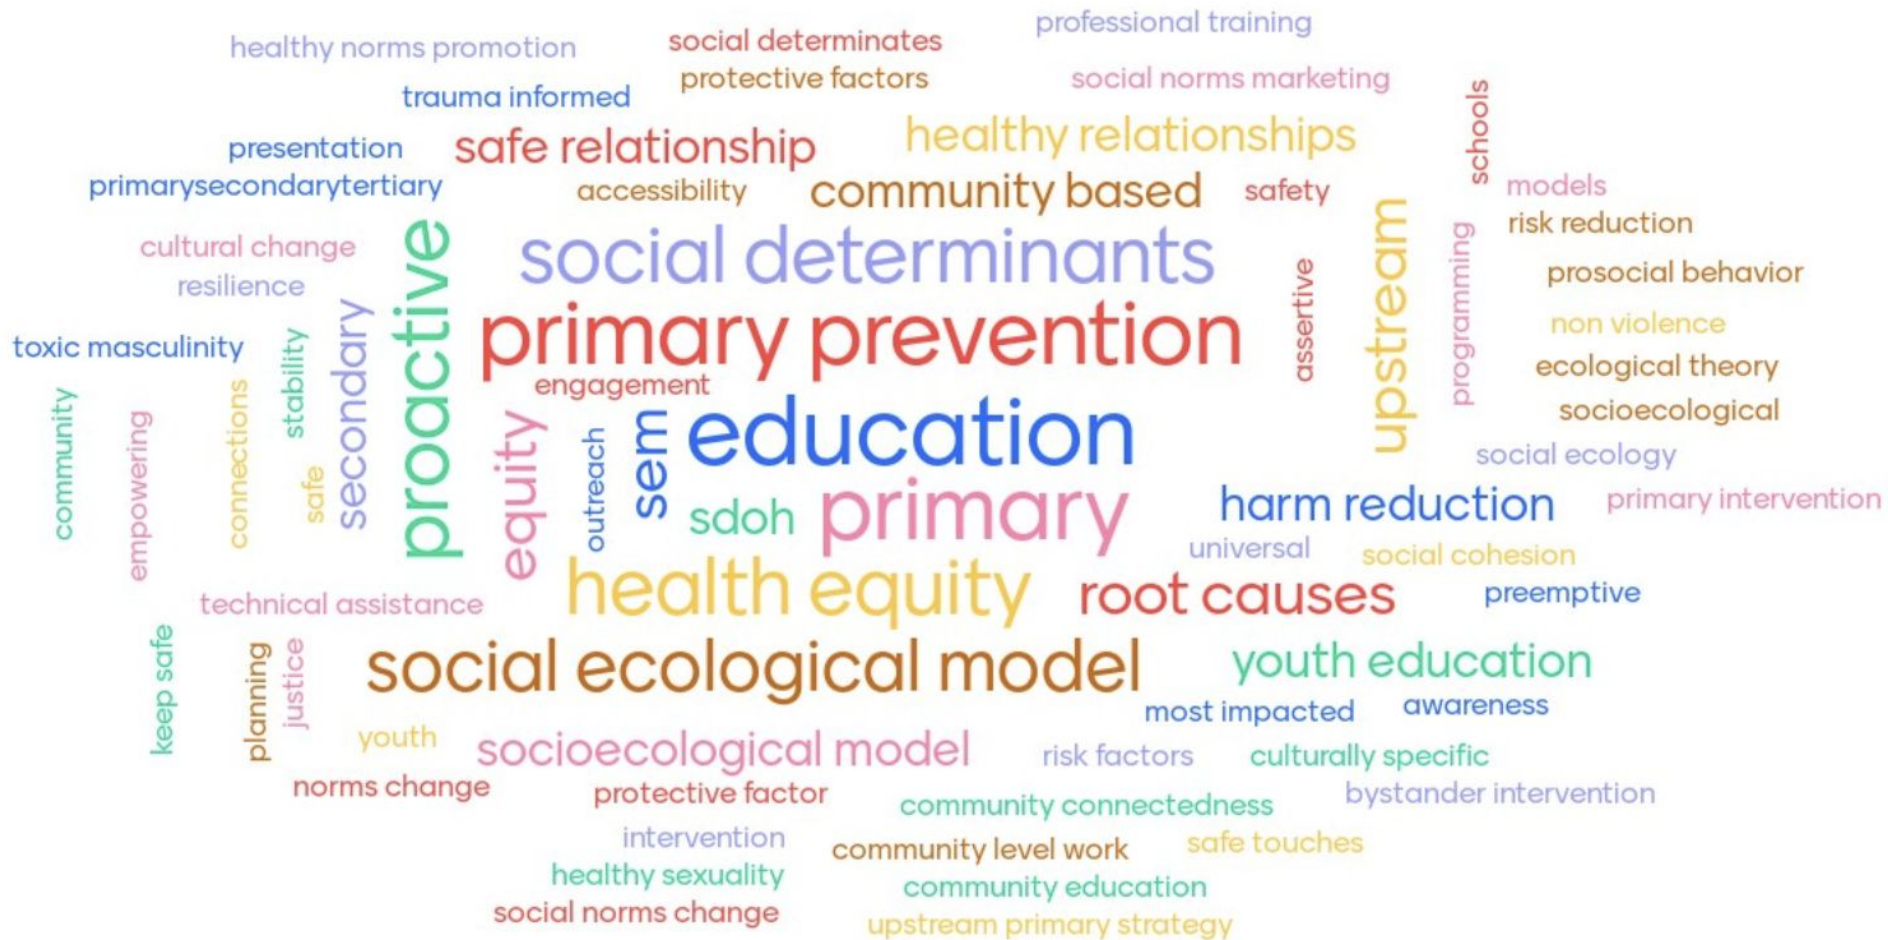 professional training
healthy norms promotion
social determinates
protective factors
social norms marketing
trauma informed
schools
safe relationship
healthy relationships
presentation
primarysecondarytertiary
accessibility
community based
safety
models
risk reduction
cultural change
resilience
proactive
social determinants
upstream
programming
assertive
prosocial behavior
toxic masculinity
stability
secondary
primary prevention
non violence
ecological theory
engagement
socioecological
community
empowering
connections
safe
equity
outreach
sem
education
social ecology
sdoh
primary
harm reduction
primary intervention
universal
social cohesion
technical assistance
health equity
root causes
preemptive
keep safe
planning
justice
social ecological model
youth education
most impacted
awareness
youth
socioecological model
risk factors
culturally specific
norms change
protective factor
community connectedness
bystander intervention
intervention
community level work
safe touches
healthy sexuality
community education
social norms change
upstream primary strategy